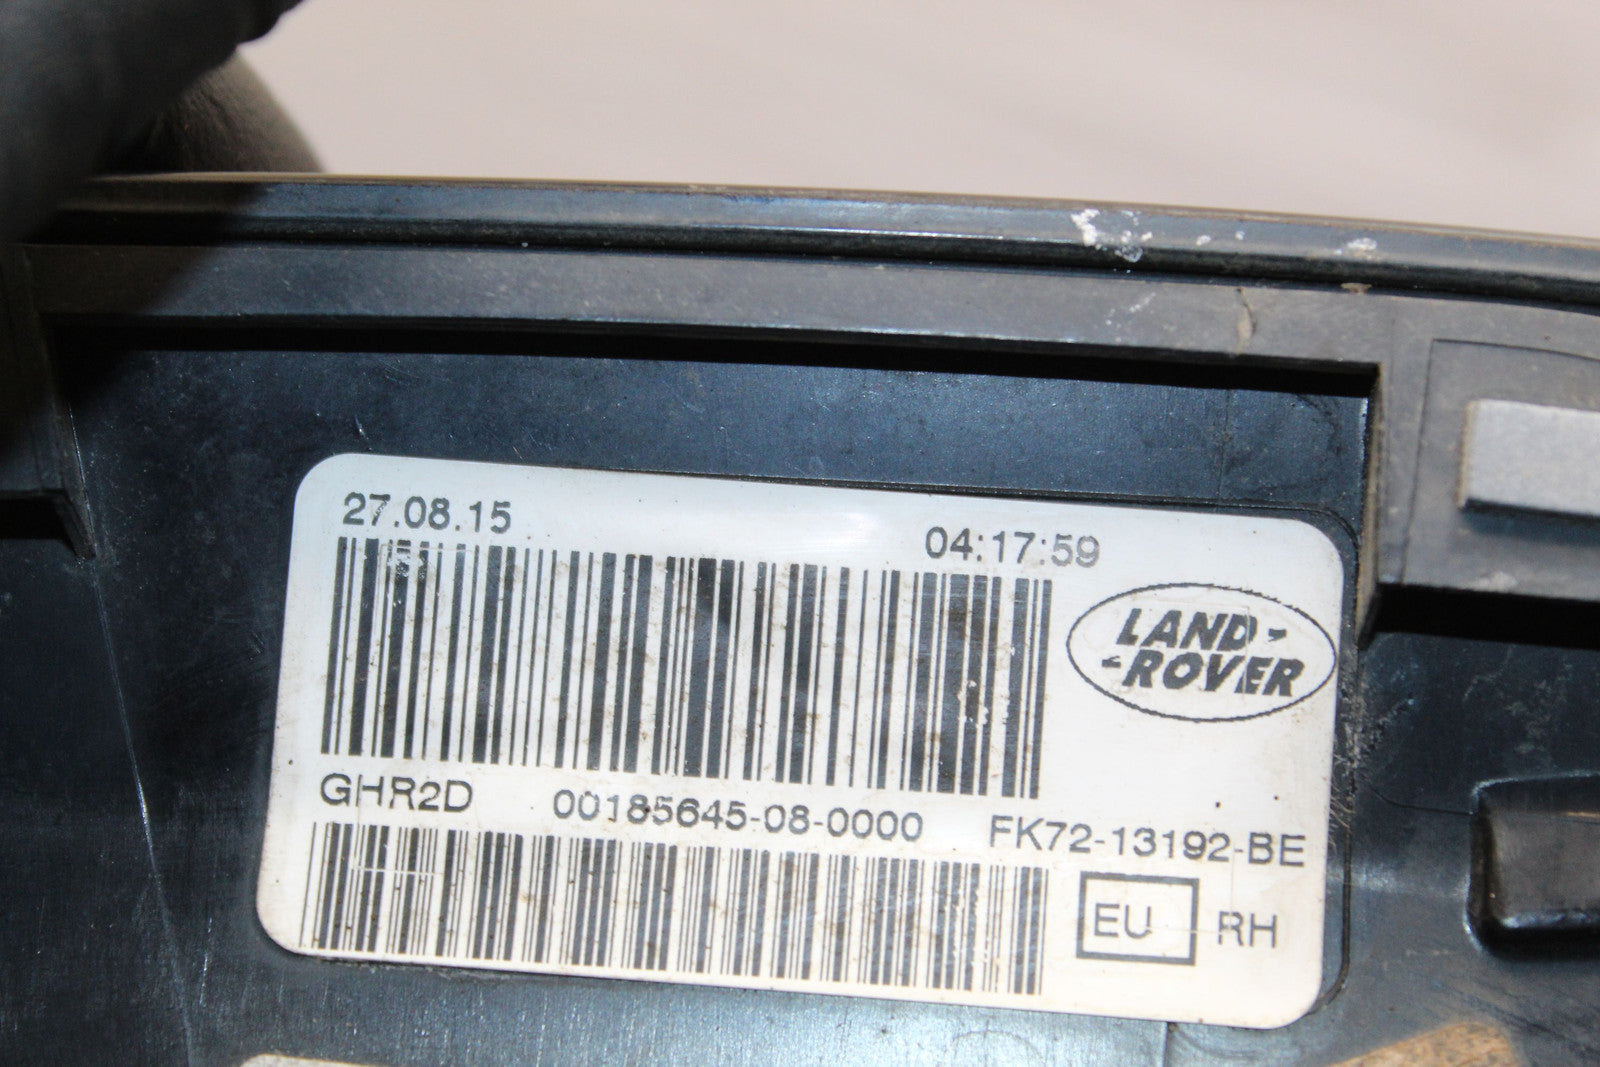 27.08.15 04:17:59
LAND-
-ROVER
GHR2D 00185645-08-0000 FK72-13192-BE
EU RH